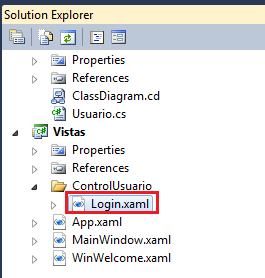 Solution Explorer
Properties
References
ClassDiagram.cd
Usuario.cs
Vistas
Properties
References
ControlUsuario
Login.xaml
App.xaml
MainWindow.xaml
WinWelcome.xaml